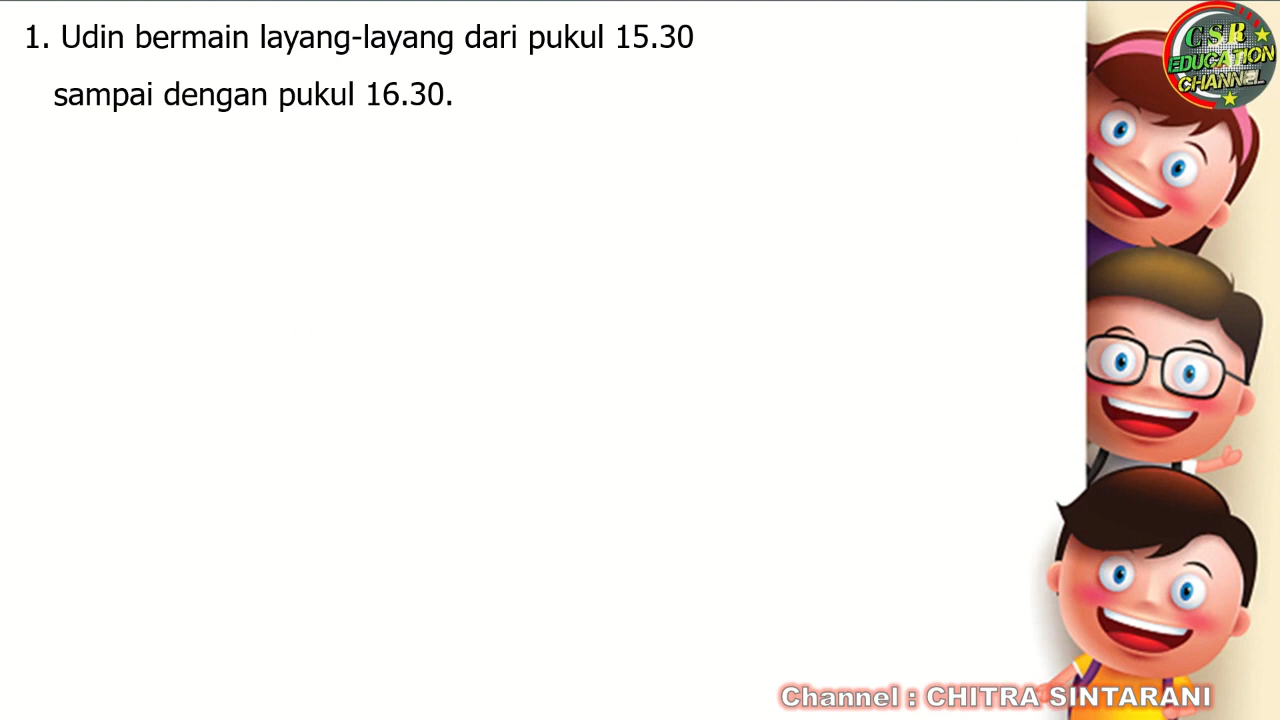 1. Udin bermain layang-layang dari pukul 15.30
sampai dengan pukul 16.30.
CSR
EDUCATION
CHANNEL
Channel : CHITRA SINTARANI